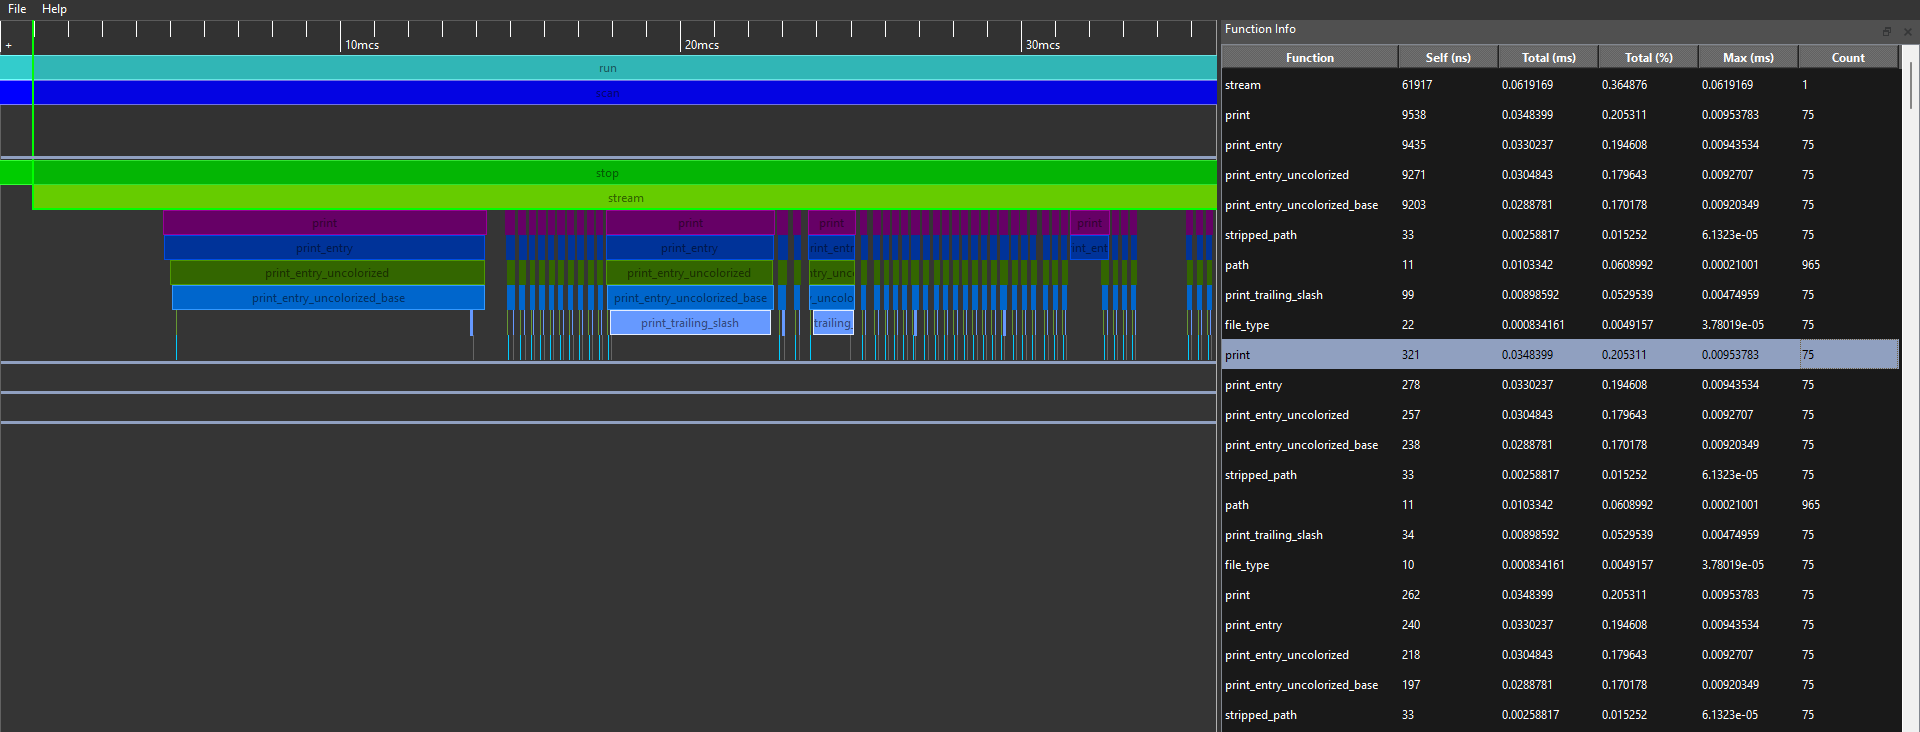 File Help
+ 10mcs 20mcs 30mcs
run
scan
stop
stream
print print print print
print_entry print_entry rint_entr int_ent
print_entry_uncolorized print_entry_uncolorized ntry_unco
print_entry_uncolorized_base print_entry_uncolorized_base _uncolo
print_trailing_slash trailing_
Function Info
Function Self (ns) Total (ms) Total (%) Max (ms) Count
stream 61917 0.0619169 0.364876 0.0619169 1
print 9538 0.0348399 0.205311 0.00953783 75
print_entry 9435 0.0330237 0.194608 0.00943534 75
print_entry_uncolorized 9271 0.0304843 0.179643 0.0092707 75
print_entry_uncolorized_base 9203 0.0288781 0.170178 0.00920349 75
stripped_path 33 0.00258817 0.015252 6.1323e-05 75
path 11 0.0103342 0.0608992 0.00021001 965
print_trailing_slash 99 0.00898592 0.0529539 0.00474959 75
file_type 22 0.000834161 0.0049157 3.78019e-05 75
print 321 0.0348399 0.205311 0.00953783 75
print_entry 278 0.0330237 0.194608 0.00943534 75
print_entry_uncolorized 257 0.0304843 0.179643 0.0092707 75
print_entry_uncolorized_base 238 0.0288781 0.170178 0.00920349 75
stripped_path 33 0.00258817 0.015252 6.1323e-05 75
path 11 0.0103342 0.0608992 0.00021001 965
print_trailing_slash 34 0.00898592 0.0529539 0.00474959 75
file_type 10 0.000834161 0.0049157 3.78019e-05 75
print 262 0.0348399 0.205311 0.00953783 75
print_entry 240 0.0330237 0.194608 0.00943534 75
print_entry_uncolorized 218 0.0304843 0.179643 0.0092707 75
print_entry_uncolorized_base 197 0.0288781 0.170178 0.00920349 75
stripped_path 33 0.00258817 0.015252 6.1323e-05 75